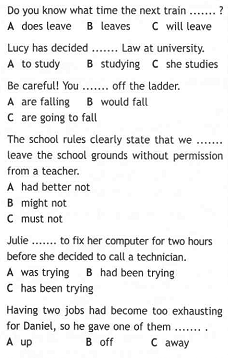 Do you know what time the next train ....... ?
A does leave B leaves C will leave
Lucy has decided ....... Law at university.
A to study B studying C she studies
Be careful! You ....... off the ladder.
A are falling B would fall
C are going to fall
The school rules clearly state that we .......
leave the school grounds without permission
from a teacher.
A had better not
B might not
C must not
Julie ....... to fix her computer for two hours
before she decided to call a technician.
A was trying B had been trying
C has been trying
Having two jobs had become too exhausting
for Daniel, so he gave one of them ....... .
A up B off C away